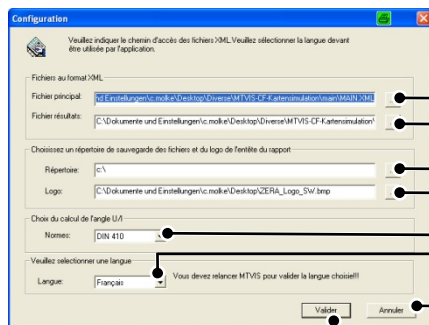 Configuration
Veuillez indiquer le chemin d'accès des fichiers XML.Veuillez sélectionner la langue devant
être utilisée par l'application.
Fichiers au format XML
Fichier principal: nd Einstellungen\c.molke\Desktop\Diverse\MTVIS-CF-Kartensimulation\main\MAIN.XML
Fichier résultats: C:\Dokumente und Einstellungen\c.molke\Desktop\Diverse\MTVIS-CF-Kartensimulation\
Choisissez un répertoire de sauvegarde des fichiers et du logo de l'entête du rapport
Répertoire: c:\
Logo: C:\Dokumente und Einstellungen\c.molke\Desktop\ZERA_Logo_SW.bmp
Choix du calcul de l'angle U/I
Normes: DIN 410
Veuillez selectionner une langue
Langue: Français Vous devez relancer MTVIS pour valider la langue choisie!!!
Valider Annuler